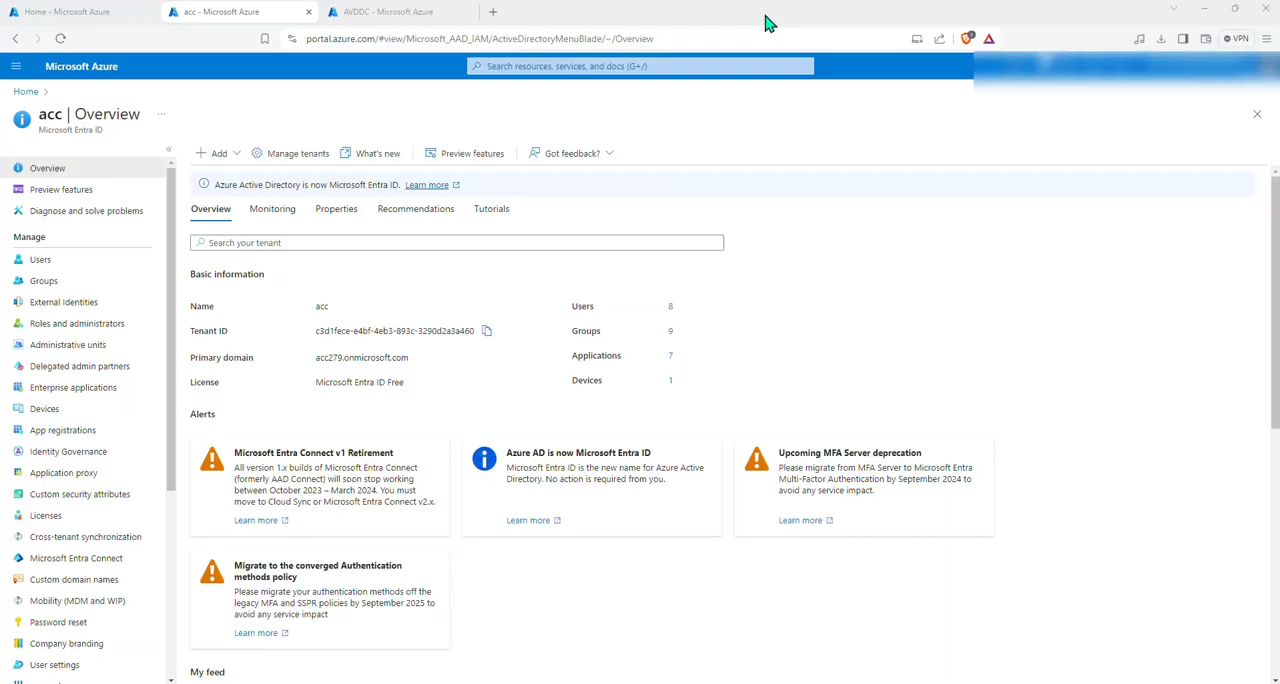 Home - Microsoft Azure
acc - Microsoft Azure
AVDDC - Microsoft Azure
portal.azure.com/#view/Microsoft_AAD_IAM/ActiveDirectoryMenuBlade/~/Overview
VPN
Microsoft Azure
Search resources, services, and docs (G+/)
Home >
acc | Overview ...
Microsoft Entra ID
Overview
Preview features
Diagnose and solve problems
Manage
Users
Groups
External Identities
Roles and administrators
Administrative units
Delegated admin partners
Enterprise applications
Devices
App registrations
Identity Governance
Application proxy
Custom security attributes
Licenses
Cross-tenant synchronization
Microsoft Entra Connect
Custom domain names
Mobility (MDM and WIP)
Password reset
Company branding
User settings
Add
Manage tenants
What's new
Preview features
Got feedback?
Azure Active Directory is now Microsoft Entra ID. Learn more
Overview
Monitoring
Properties
Recommendations
Tutorials
Search your tenant
Basic information
Name acc
Tenant ID c3d1fece-e4bf-4eb3-893c-3290d2a3a460
Primary domain acc279.onmicrosoft.com
License Microsoft Entra ID Free
Users 8
Groups 9
Applications 7
Devices 1
Alerts
Microsoft Entra Connect v1 Retirement
All version 1.x builds of Microsoft Entra Connect
(formerly AAD Connect) will soon stop working
between October 2023 – March 2024. You must
move to Cloud Sync or Microsoft Entra Connect v2.x.
Learn more
Azure AD is now Microsoft Entra ID
Microsoft Entra ID is the new name for Azure Active
Directory. No action is required from you.
Learn more
Upcoming MFA Server deprecation
Please migrate from MFA Server to Microsoft Entra
Multi-Factor Authentication by September 2024 to
avoid any service impact.
Learn more
Migrate to the converged Authentication
methods policy
Please migrate your authentication methods off the
legacy MFA and SSPR policies by September 2025 to
avoid any service impact
Learn more
My feed